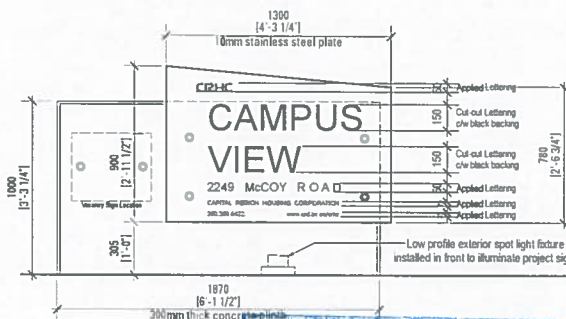 1300
[4'-3 1/4"]
10mm stainless steel plate
CRHC
50
Applied Lettering
CAMPUS
150
Cut-out Lettering
c/w black backing
VIEW
150
Cut-out Lettering
c/w black backing
2249 McCOY ROAD
50
Applied Lettering
CAPITAL REGION HOUSING CORPORATION
Applied Lettering
Applied Lettering
1000
[3'-3 1/4"]
900
[2'-11 1/2"]
780
[2'-6 3/4"]
Vacancy Sign Location
305
[1'-0"]
Low profile exterior spot light fixture
installed in front to illuminate project sig
1870
[6'-1 1/2"]
300mm thick concrete plinth